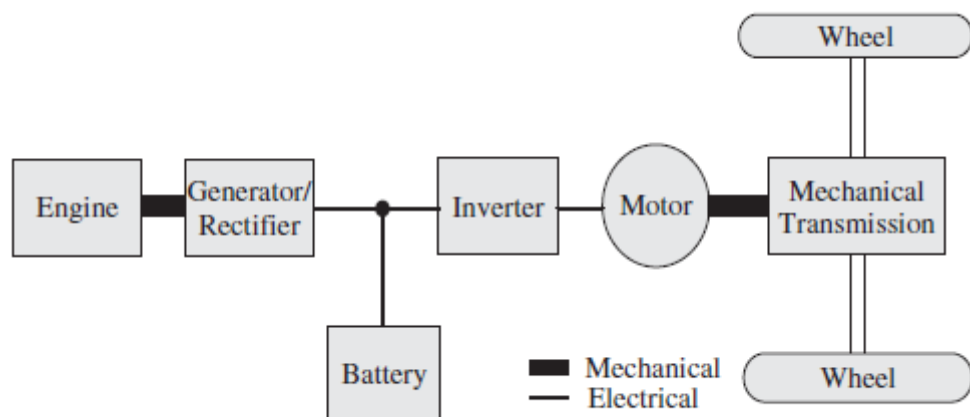 Wheel
Engine
Generator/
Rectifier
Inverter
Motor
Mechanical
Transmission
Battery
Mechanical
Electrical
Wheel